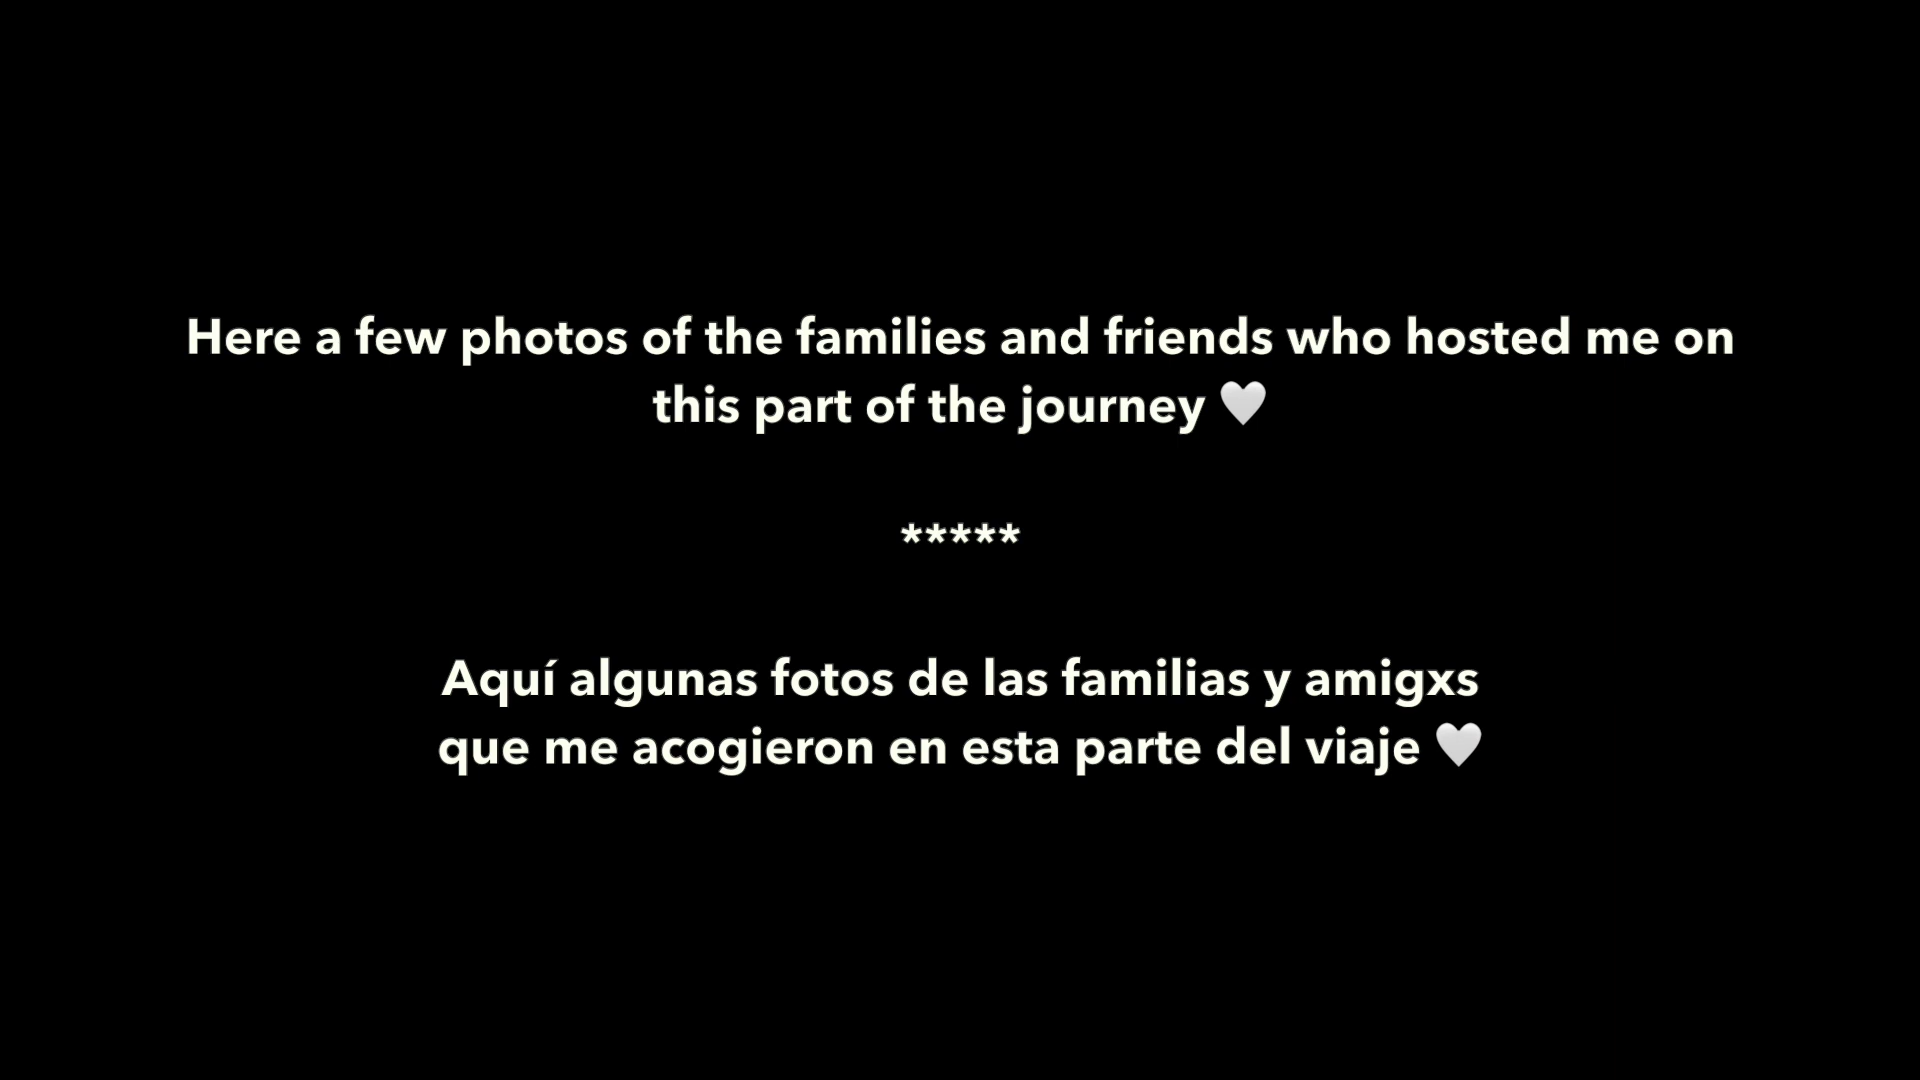 Here a few photos of the families and friends who hosted me on
this part of the journey 🤍
*****
Aquí algunas fotos de las familias y amigxs
que me acogieron en esta parte del viaje 🤍